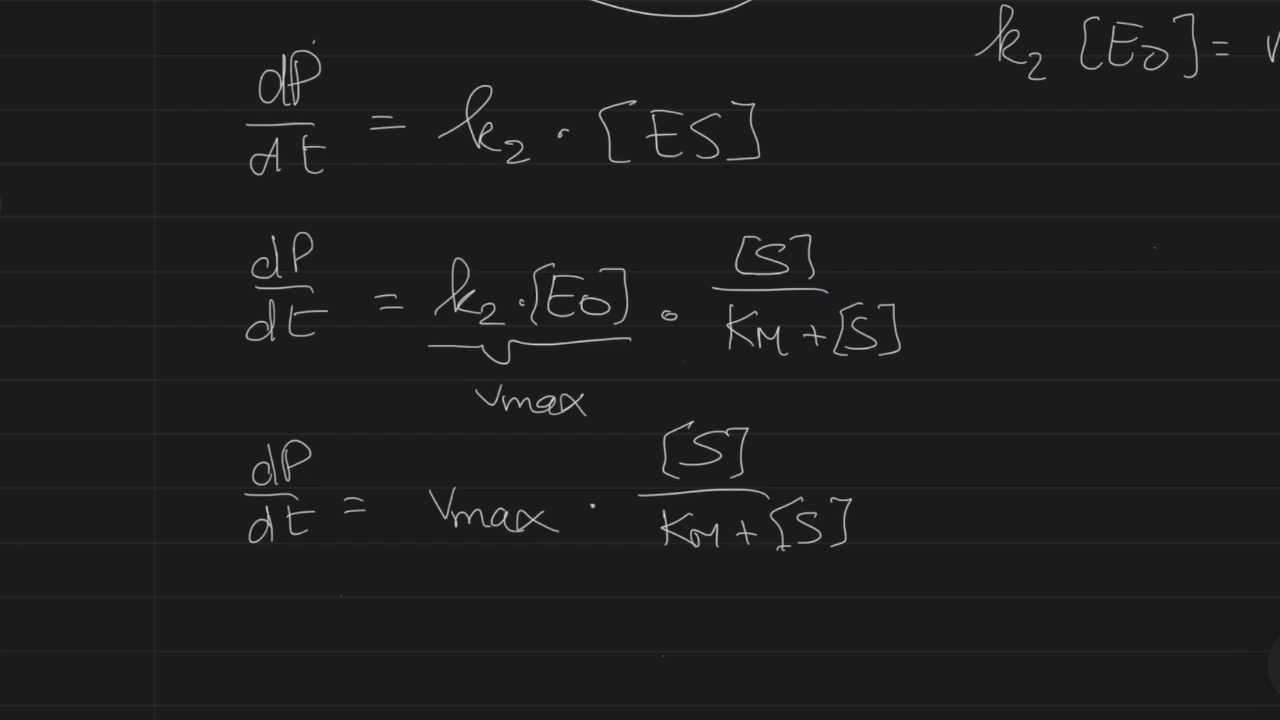 k₂ [E₀] =
dP/dt = k₂ · [ES]
dP/dt = k₂ · [E₀] · [S]/(KM + [S])
vmax
dP/dt = vmax · [S]/(KM + [S])